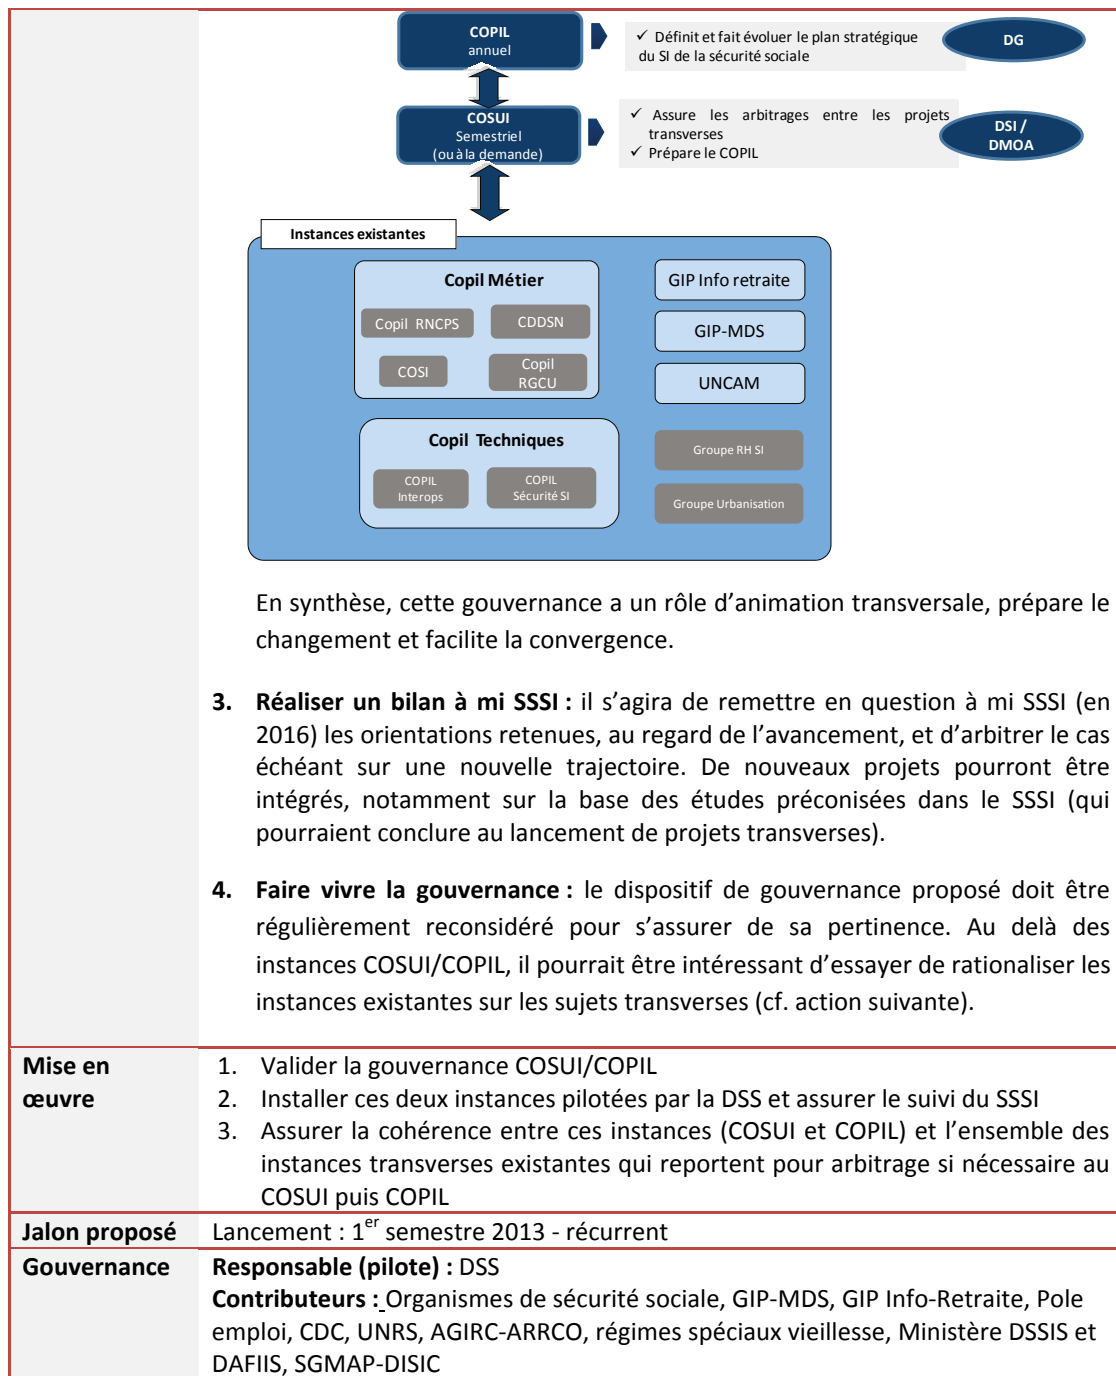 COPIL
annuel
✓ Définit et fait évoluer le plan stratégique
du SI de la sécurité sociale
DG
COSUI
Semestriel
(ou à la demande)
✓ Assure les arbitrages entre les projets
transverses
✓ Prépare le COPIL
DSI /
DMOA
Instances existantes
Copil Métier
Copil RNCPS
CDDSN
COSI
Copil
RGCU
GIP Info retraite
GIP-MDS
UNCAM
Copil Techniques
COPIL
Interops
COPIL
Sécurité SI
Groupe RH SI
Groupe Urbanisation
En synthèse, cette gouvernance a un rôle d’animation transversale, prépare le
changement et facilite la convergence.
3. Réaliser un bilan à mi SSSI : il s’agira de remettre en question à mi SSSI (en
2016) les orientations retenues, au regard de l’avancement, et d’arbitrer le cas
échéant sur une nouvelle trajectoire. De nouveaux projets pourront être
intégrés, notamment sur la base des études préconisées dans le SSSI (qui
pourraient conclure au lancement de projets transverses).
4. Faire vivre la gouvernance : le dispositif de gouvernance proposé doit être
régulièrement reconsidéré pour s’assurer de sa pertinence. Au delà des
instances COSUI/COPIL, il pourrait être intéressant d’essayer de rationaliser les
instances existantes sur les sujets transverses (cf. action suivante).
Mise en
œuvre
1. Valider la gouvernance COSUI/COPIL
2. Installer ces deux instances pilotées par la DSS et assurer le suivi du SSSI
3. Assurer la cohérence entre ces instances (COSUI et COPIL) et l’ensemble des
instances transverses existantes qui reportent pour arbitrage si nécessaire au
COSUI puis COPIL
Jalon proposé
Lancement : 1er semestre 2013 - récurrent
Gouvernance
Responsable (pilote) : DSS
Contributeurs : Organismes de sécurité sociale, GIP-MDS, GIP Info-Retraite, Pole
emploi, CDC, UNRS, AGIRC-ARRCO, régimes spéciaux vieillesse, Ministère DSSIS et
DAFIIS, SGMAP-DISIC